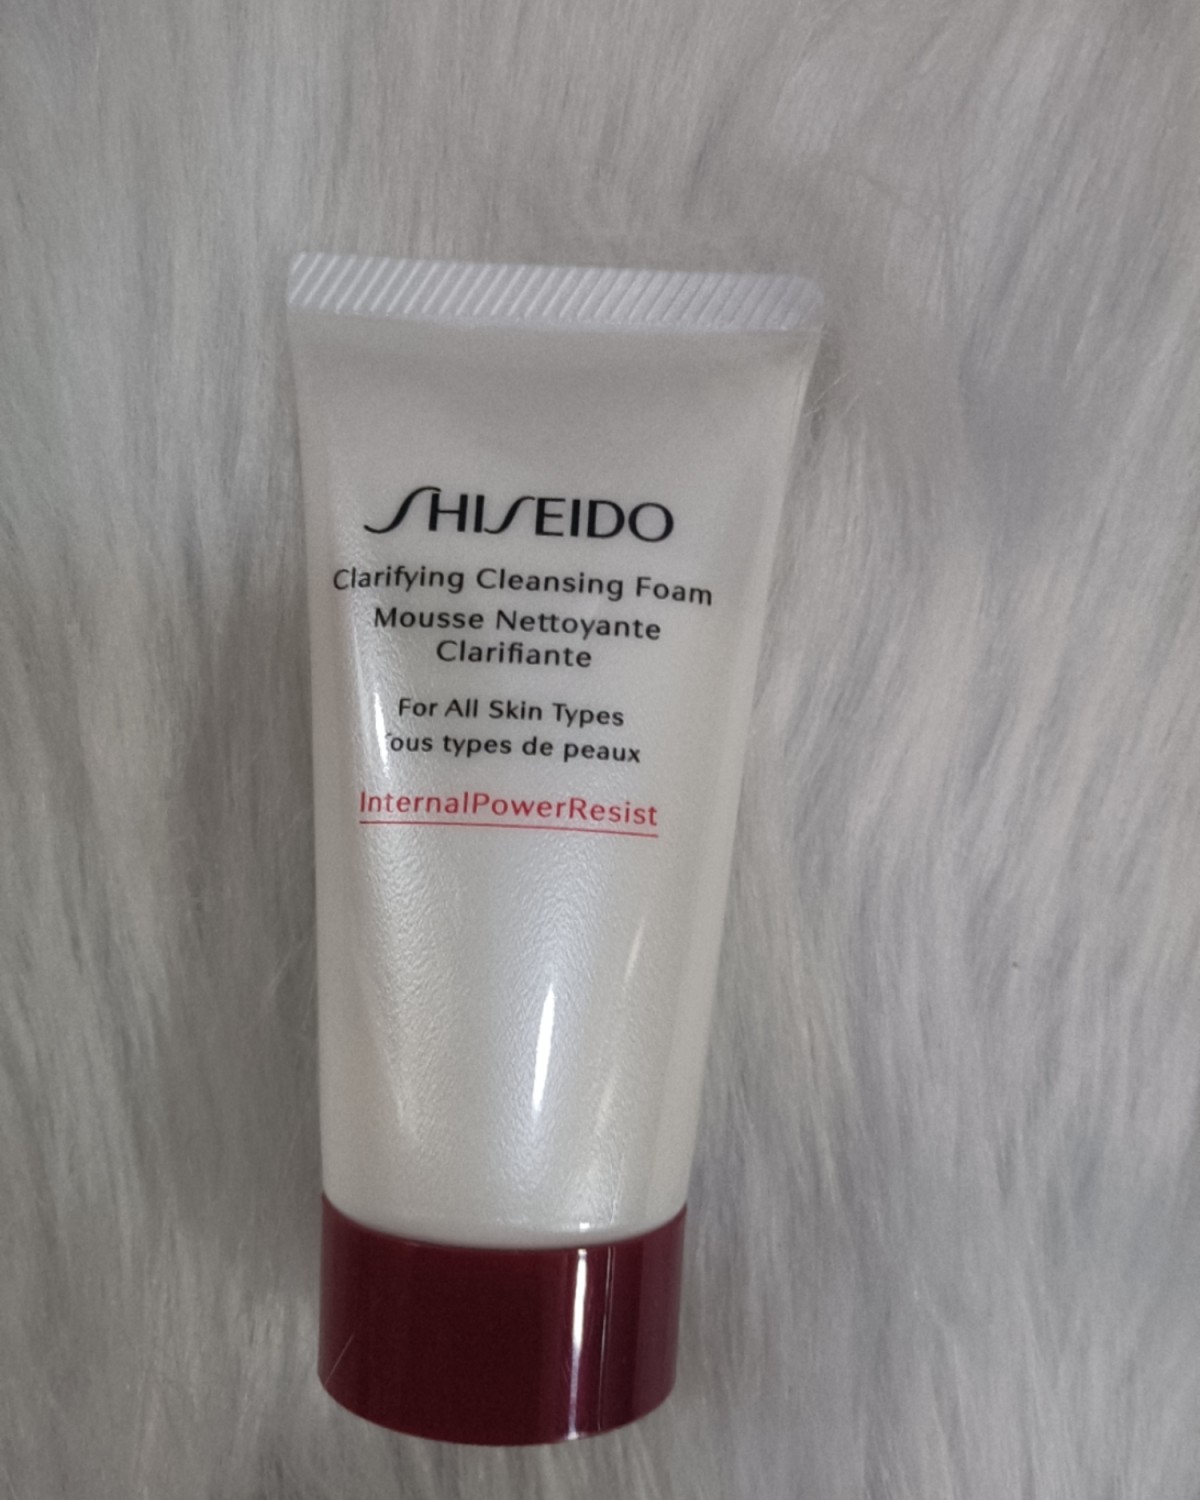 SHISEIDO
Clarifying Cleansing Foam
Mousse Nettoyante
Clarifiante
For All Skin Types
Tous types de peaux
InternalPowerResist